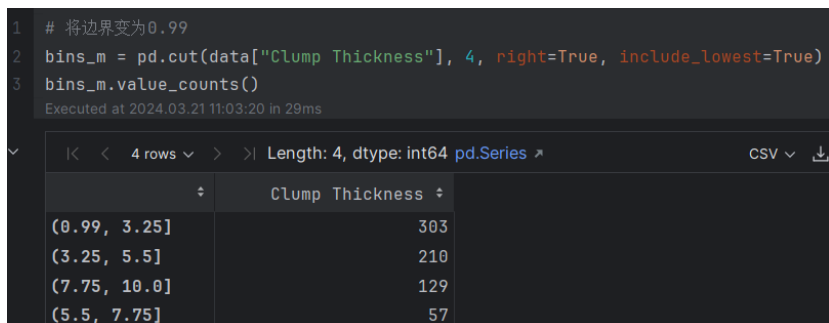 1 # 将边界变为0.99
2 bins_m = pd.cut(data["Clump Thickness"], 4, right=True, include_lowest=True)
3 bins_m.value_counts()
Executed at 2024.03.21 11:03:20 in 29ms
|< < 4 rows > >| Length: 4, dtype: int64 pd.Series CSV
Clump Thickness
(0.99, 3.25] 303
(3.25, 5.5] 210
(7.75, 10.0] 129
(5.5, 7.75] 57